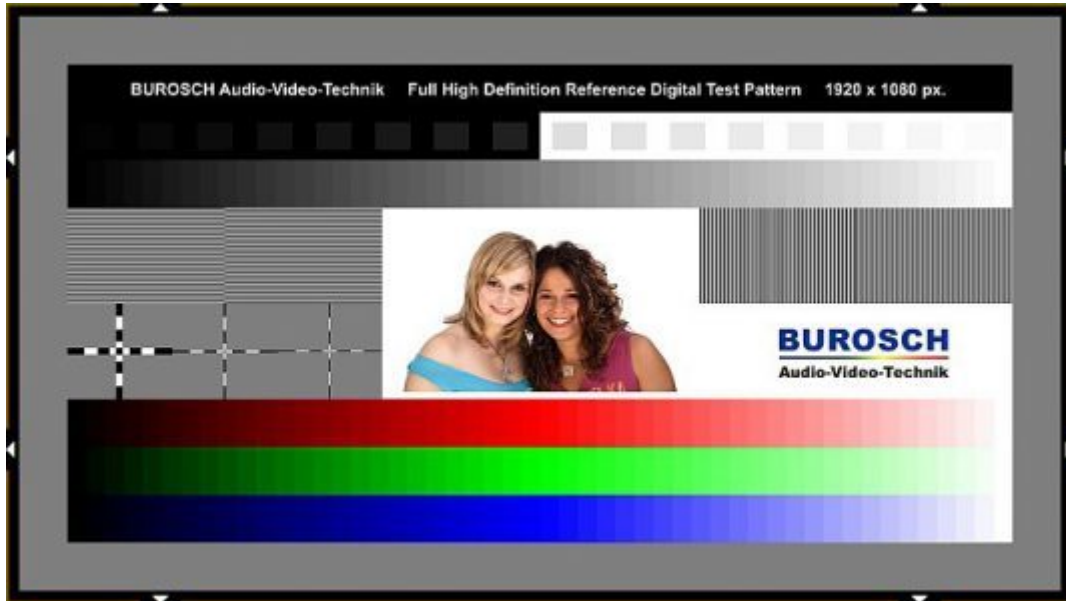 BUROSCH Audio-Video-Technik Full High Definition Reference Digital Test Pattern 1920 x 1080 px.
BUROSCH
Audio-Video-Technik